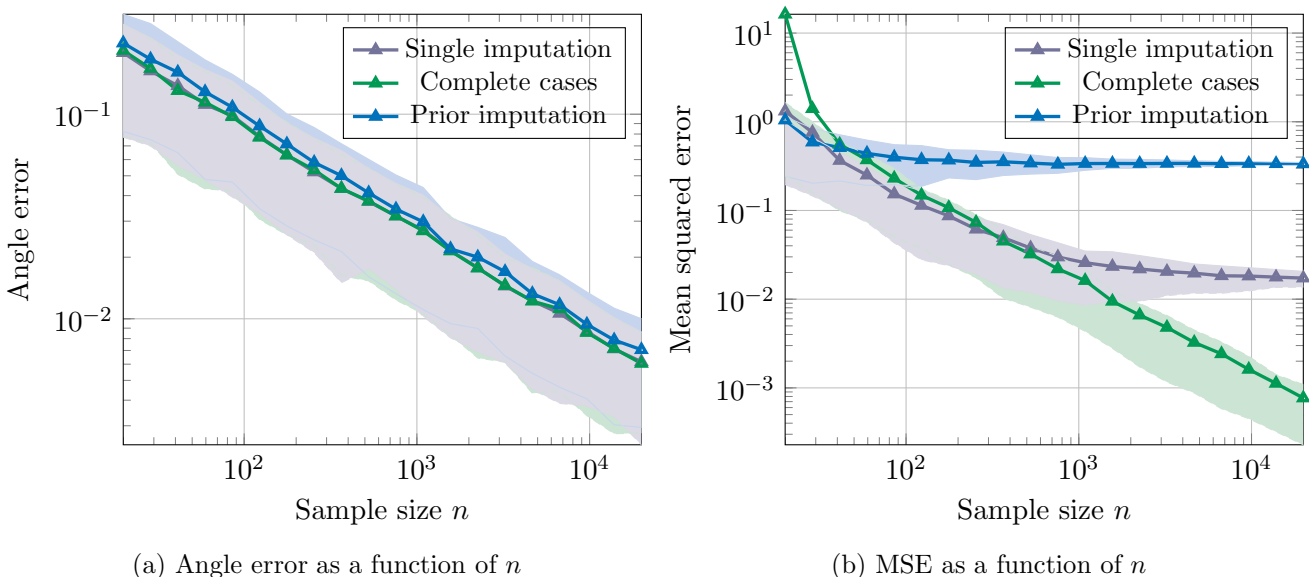 10^2
10^3
10^4
10^{-2}
10^{-1}
Sample size n
Angle error
Single imputation
Complete cases
Prior imputation
(a) Angle error as a function of n
10^2
10^3
10^4
10^{-3}
10^{-2}
10^{-1}
10^0
10^1
Sample size n
Mean squared error
Single imputation
Complete cases
Prior imputation
(b) MSE as a function of n